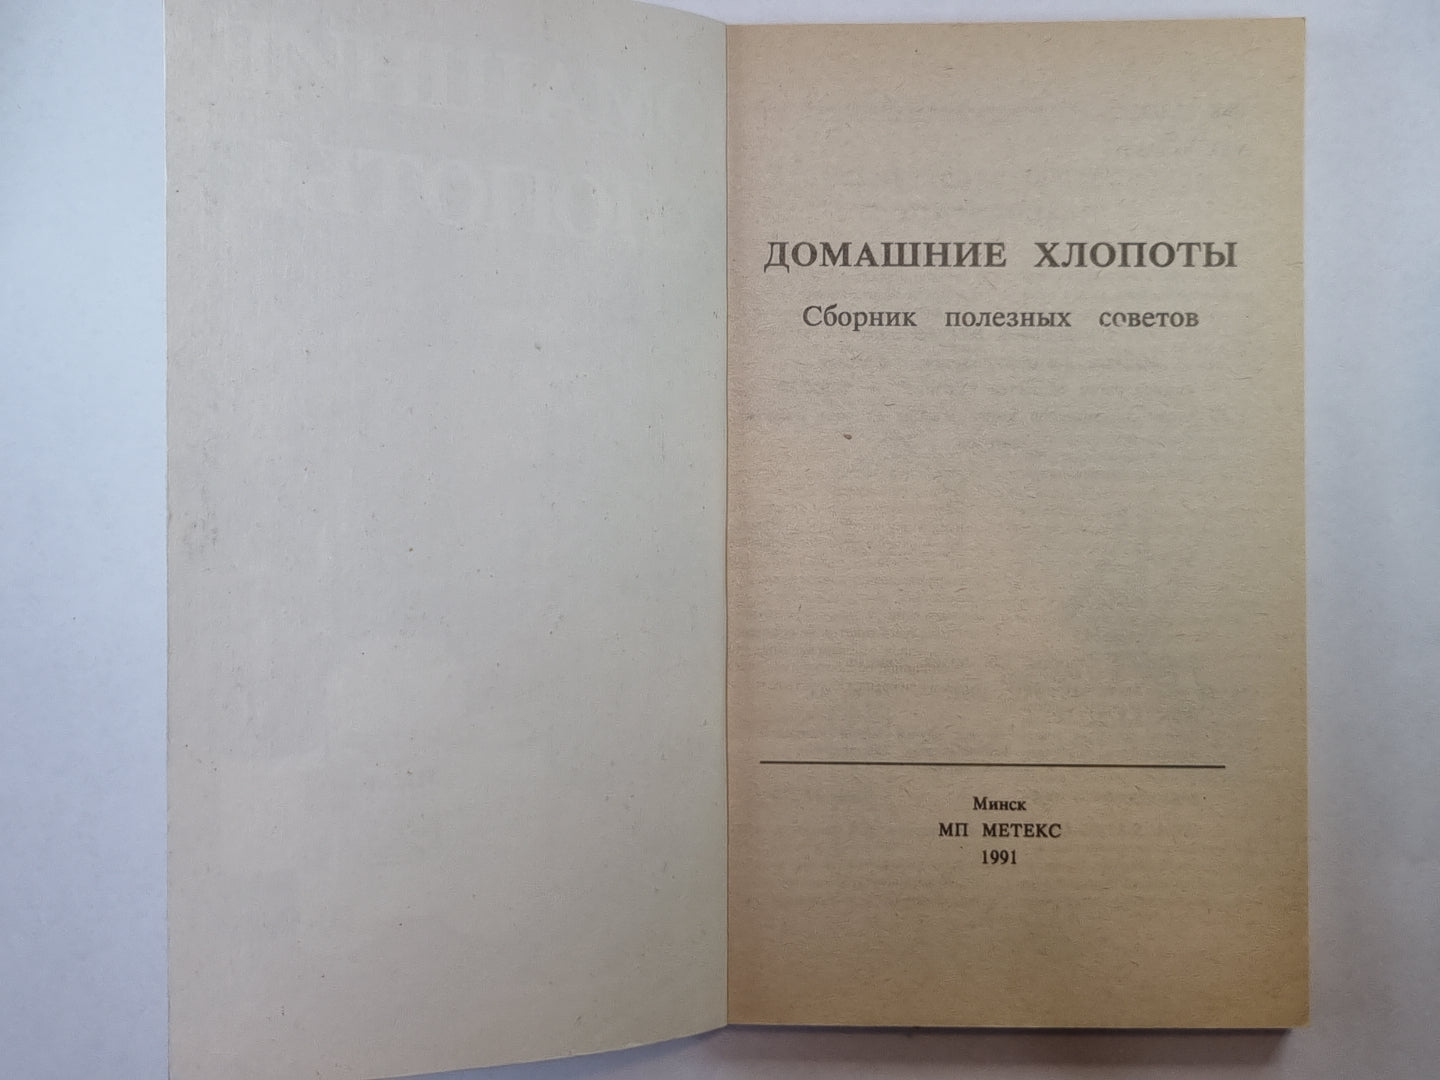 ДОМАШНИЕ ХЛОПОТЫ
Сборник полезных советов
Минск
МП МЕТЕКС
1991